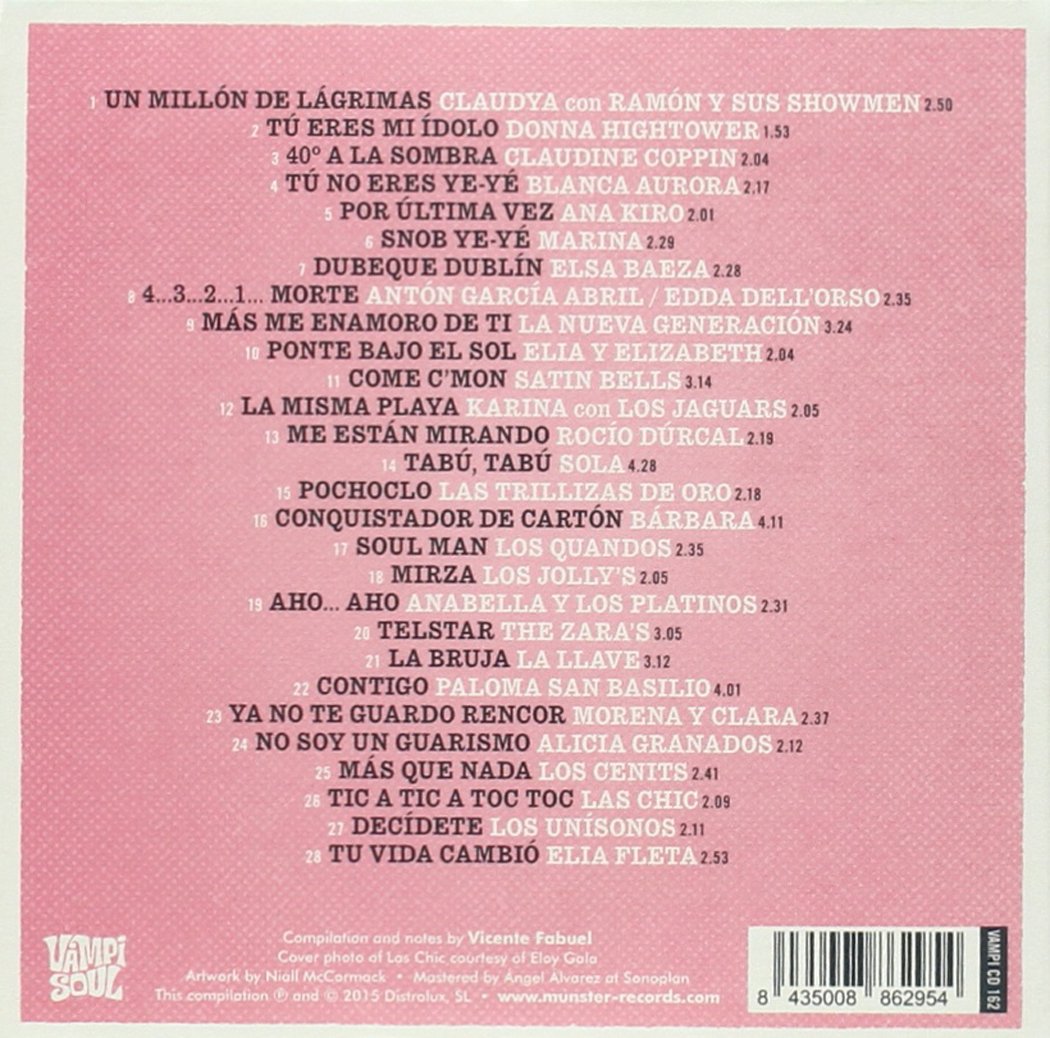 1 UN MILLÓN DE LÁGRIMAS CLAUDYA con RAMÓN Y SUS SHOWMEN 2.50
2 TÚ ERES MI ÍDOLO DONNA HIGHTOWER 1.53
3 40º A LA SOMBRA CLAUDINE COPPIN 2.04
4 TÚ NO ERES YE-YÉ BLANCA AURORA 2.17
5 POR ÚLTIMA VEZ ANA KIRO 2.01
6 SNOB YE-YÉ MARINA 2.29
7 DUBEQUE DUBLÍN ELSA BAEZA 2.28
8 4...3...2...1... MORTE ANTÓN GARCÍA ABRIL / EDDA DELL'ORSO 2.35
9 MÁS ME ENAMORO DE TI LA NUEVA GENERACIÓN 3.24
10 PONTE BAJO EL SOL ELIA Y ELIZABETH 2.04
11 COME C'MON SATIN BELLS 3.14
12 LA MISMA PLAYA KARINA con LOS JAGUARS 2.05
13 ME ESTÁN MIRANDO ROCÍO DÚRCAL 2.19
14 TABÚ, TABÚ SOLA 4.28
15 POCHOCLO LAS TRILLIZAS DE ORO 2.18
16 CONQUISTADOR DE CARTÓN BÁRBARA 4.11
17 SOUL MAN LOS QUANDOS 2.35
18 MIRZA LOS JOLLY'S 2.05
19 AHO... AHO ANABELLA Y LOS PLATINOS 2.31
20 TELSTAR THE ZARA'S 3.05
21 LA BRUJA LA LLAVE 3.12
22 CONTIGO PALOMA SAN BASILIO 4.01
23 YA NO TE GUARDO RENCOR MORENA Y CLARA 2.37
24 NO SOY UN GUARISMO ALICIA GRANADOS 2.12
25 MÁS QUE NADA LOS CENITS 2.41
26 TIC A TIC A TOC TOC LAS CHIC 2.09
27 DECÍDETE LOS UNÍSONOS 2.11
28 TU VIDA CAMBIÓ ELIA FLETA 2.53
VAMPi SOUL
Compilation and notes by Vicente Fabuel
Cover photo of Las Chic courtesy of Eloy Gala
Artwork by Niall McCormack • Mastered by Ángel Álvarez at Sonoplan
This compilation ℗ and © 2015 Distrolux, SL • www.munster-records.com
8 435008 862954
VAMPI CD 162